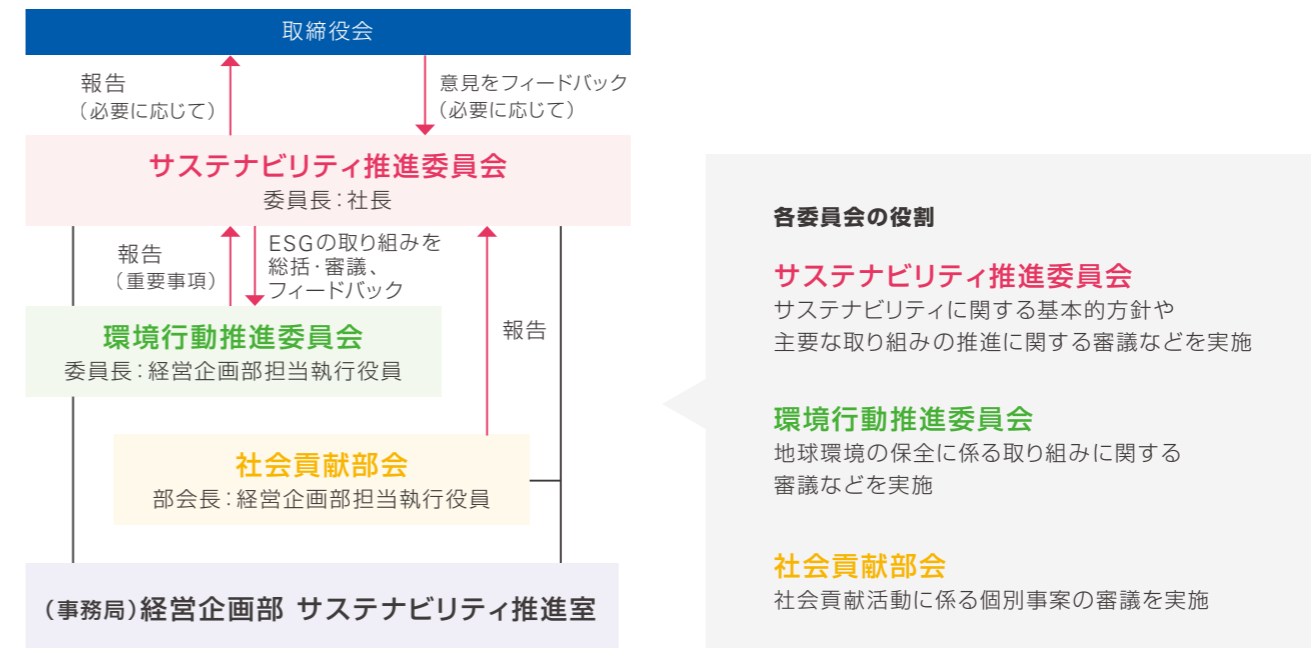 取締役会
報告
（必要に応じて）
意見をフィードバック
（必要に応じて）
サステナビリティ推進委員会
委員長：社長
報告
（重要事項）
ESGの取り組みを
総括・審議、
フィードバック
環境行動推進委員会
委員長：経営企画部担当執行役員
報告
社会貢献部会
部会長：経営企画部担当執行役員
（事務局）経営企画部 サステナビリティ推進室
各委員会の役割
サステナビリティ推進委員会
サステナビリティに関する基本的方針や
主要な取り組みの推進に関する審議などを実施
環境行動推進委員会
地球環境の保全に係る取り組みに関する
審議などを実施
社会貢献部会
社会貢献活動に係る個別事案の審議を実施